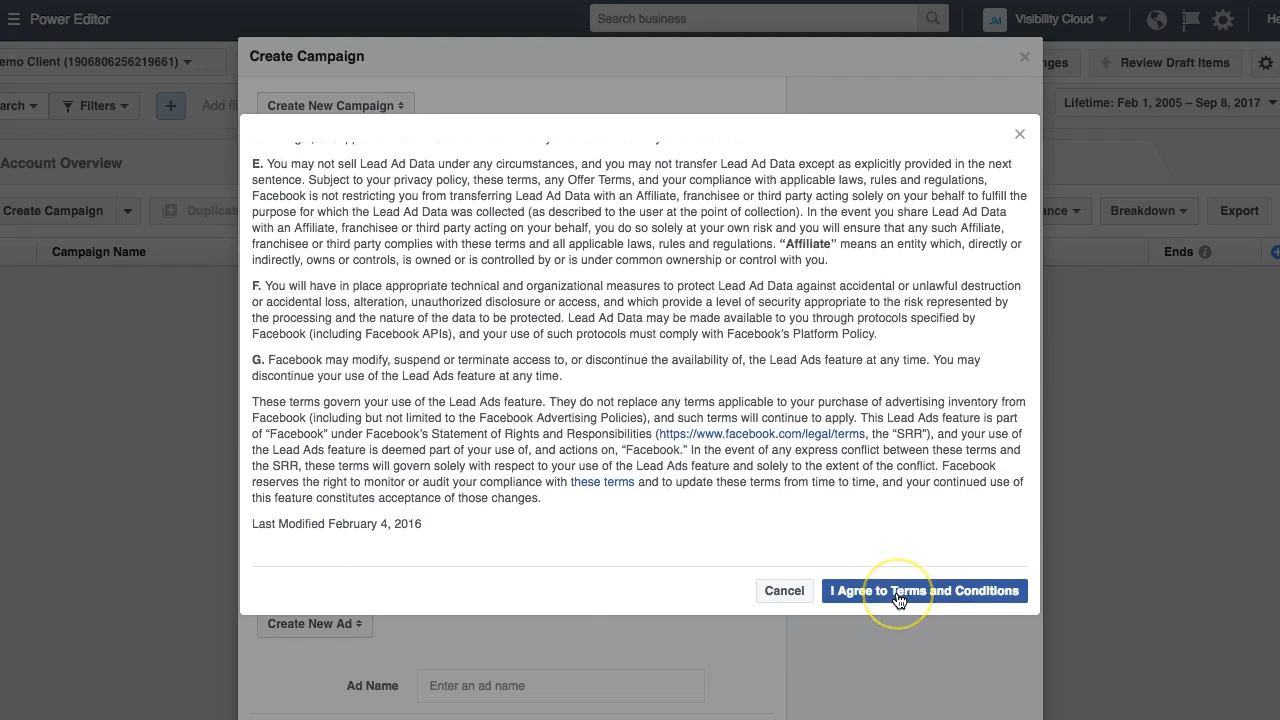 Power Editor
Search business
JM
Visibility Cloud
He
emo Client (1906806256219661)
Create Campaign
nges
Review Draft Items
arch
Filters
Add fi
Create New Campaign
Lifetime: Feb 1, 2005 – Sep 8, 2017
Account Overview
E. You may not sell Lead Ad Data under any circumstances, and you may not transfer Lead Ad Data except as explicitly provided in the next
sentence. Subject to your privacy policy, these terms, any Offer Terms, and your compliance with applicable laws, rules and regulations,
Facebook is not restricting you from transferring Lead Ad Data with an Affiliate, franchisee or third party acting solely on your behalf to fulfill the
purpose for which the Lead Ad Data was collected (as described to the user at the point of collection). In the event you share Lead Ad Data
with an Affiliate, franchisee or third party acting on your behalf, you do so solely at your own risk and you will ensure that any such Affiliate,
franchisee or third party complies with these terms and all applicable laws, rules and regulations. “Affiliate” means an entity which, directly or
indirectly, owns or controls, is owned or is controlled by or is under common ownership or control with you.
Create Campaign
Duplicate
ance
Breakdown
Export
Campaign Name
Ends
F. You will have in place appropriate technical and organizational measures to protect Lead Ad Data against accidental or unlawful destruction
or accidental loss, alteration, unauthorized disclosure or access, and which provide a level of security appropriate to the risk represented by
the processing and the nature of the data to be protected. Lead Ad Data may be made available to you through protocols specified by
Facebook (including Facebook APIs), and your use of such protocols must comply with Facebook’s Platform Policy.
G. Facebook may modify, suspend or terminate access to, or discontinue the availability of, the Lead Ads feature at any time. You may
discontinue your use of the Lead Ads feature at any time.
These terms govern your use of the Lead Ads feature. They do not replace any terms applicable to your purchase of advertising inventory from
Facebook (including but not limited to the Facebook Advertising Policies), and such terms will continue to apply. This Lead Ads feature is part
of “Facebook” under Facebook’s Statement of Rights and Responsibilities (https://www.facebook.com/legal/terms, the “SRR”), and your use of
the Lead Ads feature is deemed part of your use of, and actions on, “Facebook.” In the event of any express conflict between these terms and
the SRR, these terms will govern solely with respect to your use of the Lead Ads feature and solely to the extent of the conflict. Facebook
reserves the right to monitor or audit your compliance with these terms and to update these terms from time to time, and your continued use of
this feature constitutes acceptance of those changes.
Last Modified February 4, 2016
Cancel
I Agree to Terms and Conditions
Create New Ad
Ad Name
Enter an ad name